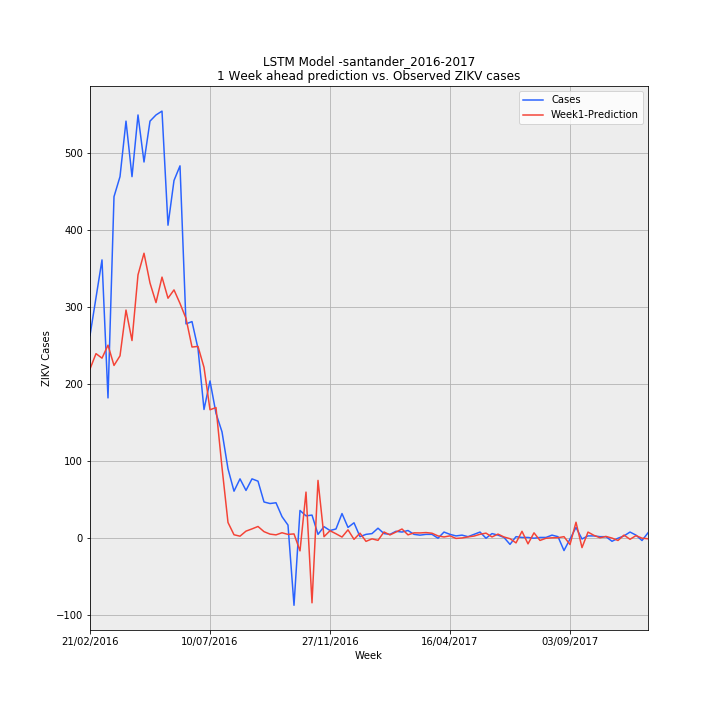 LSTM Model -santander_2016-2017
1 Week ahead prediction vs. Observed ZIKV cases
Cases
Week1-Prediction
ZIKV Cases
500
400
300
200
100
0
−100
21/02/2016
10/07/2016
27/11/2016
16/04/2017
03/09/2017
Week